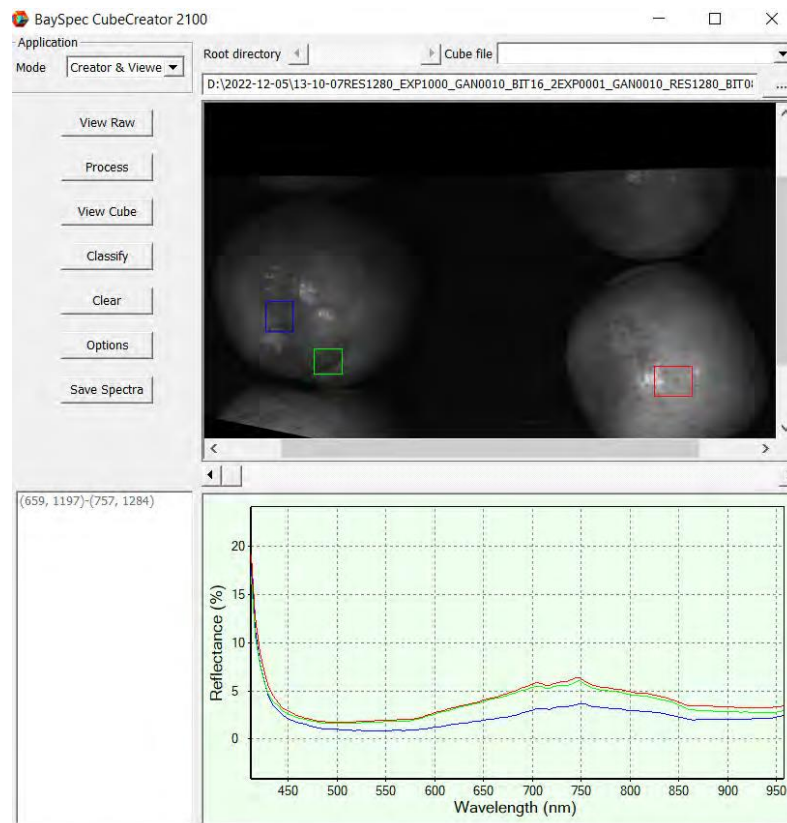 BaySpec CubeCreator 2100
Application
Mode Creator & Viewe
Root directory
Cube file
D:\2022-12-05\13-10-07RES1280_EXP1000_GAN0010_BIT16_2EXP0001_GAN0010_RES1280_BIT0
...
View Raw
Process
View Cube
Classify
Clear
Options
Save Spectra
(659, 1197)-(757, 1284)
Reflectance (%)
20
15
10
5
0
450 500 550 600 650 700 750 800 850 900 950
Wavelength (nm)